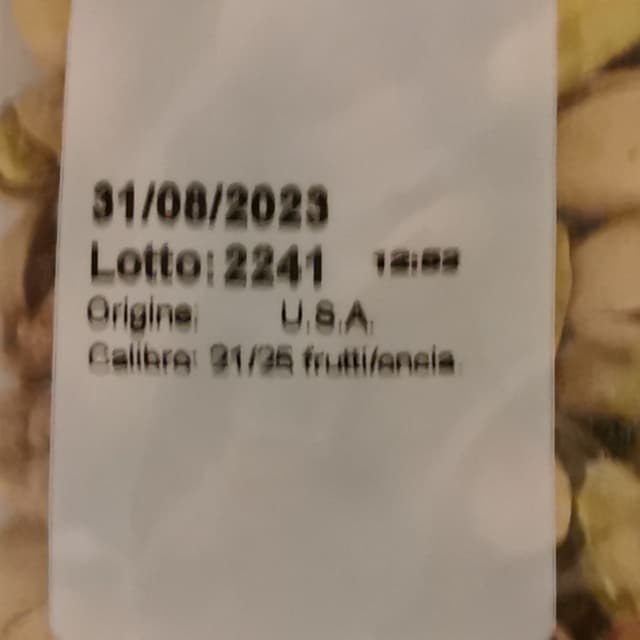 31/08/2023
Lotto: 2241
Origine: U.S.A.
Calibro: 21/25 frutti/oncia